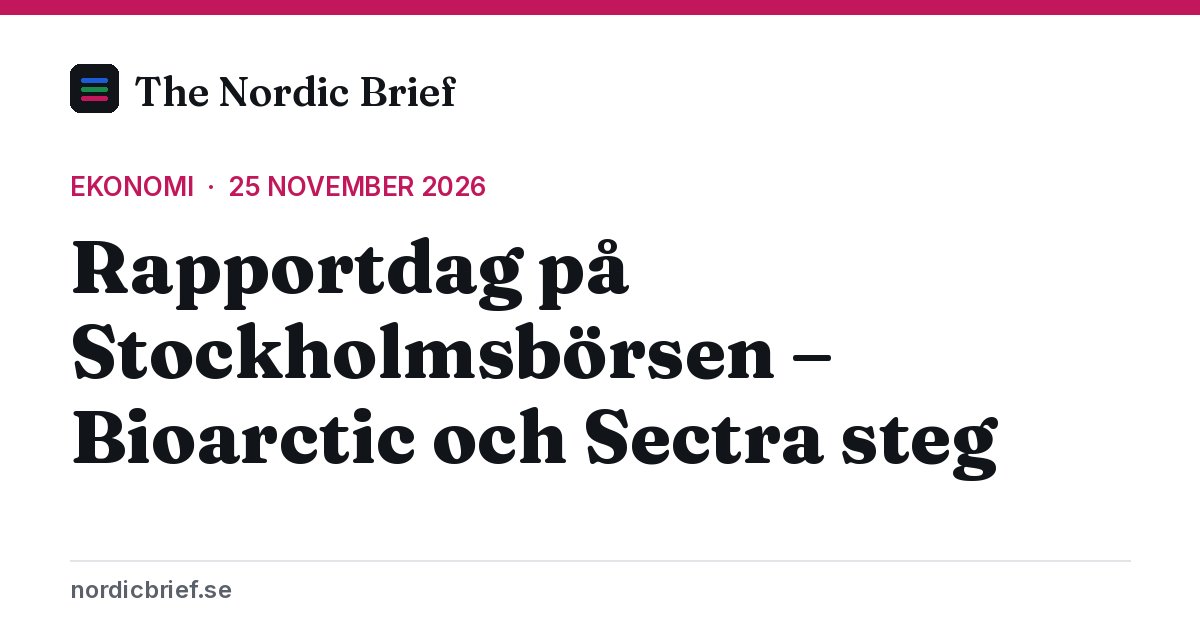 The Nordic Brief
EKONOMI · 25 NOVEMBER 2026
Rapportdag på
Stockholmsbörsen –
Bioarctic och Sectra steg
nordicbrief.se